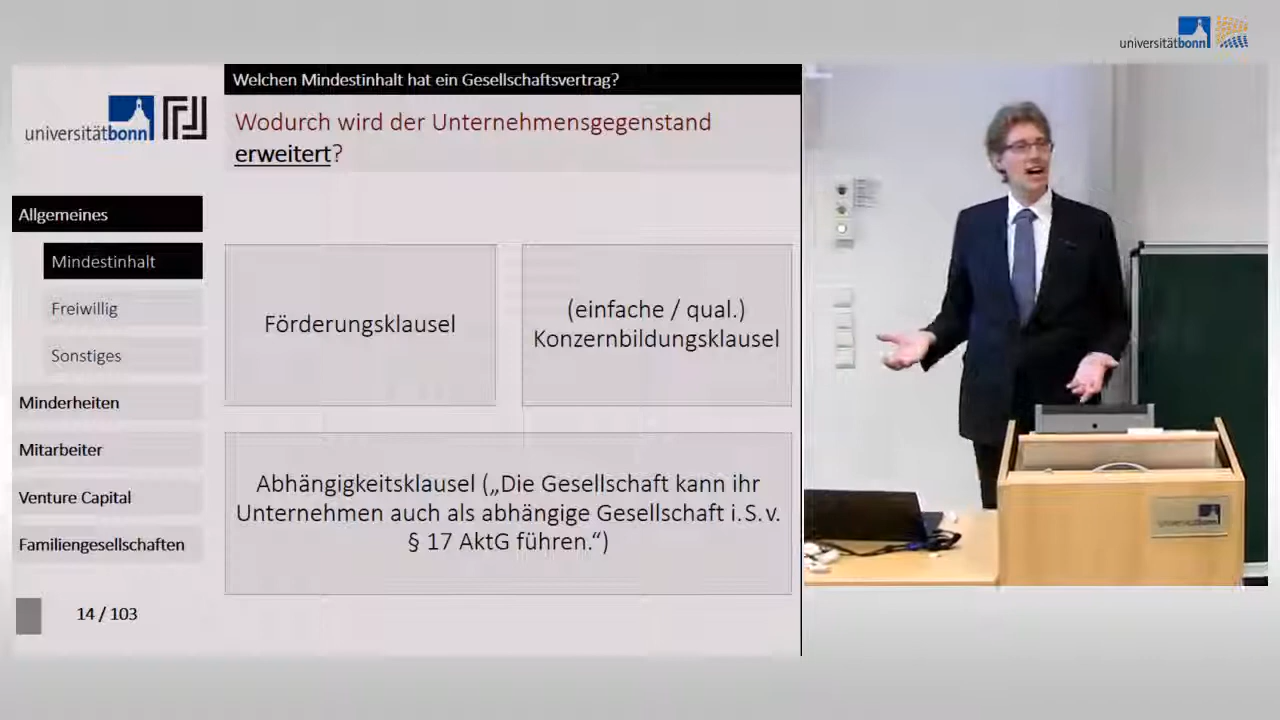 universitätbonn
Welchen Mindestinhalt hat ein Gesellschaftsvertrag?
universitätbonn
Wodurch wird der Unternehmensgegenstand
erweitert?
Allgemeines
Mindestinhalt
Freiwillig
Sonstiges
Minderheiten
Mitarbeiter
Venture Capital
Familiengesellschaften
Förderungsklausel
(einfache / qual.)
Konzernbildungsklausel
Abhängigkeitsklausel („Die Gesellschaft kann ihr
Unternehmen auch als abhängige Gesellschaft i.S.v.
§ 17 AktG führen.“)
14 / 103
universitätbonn